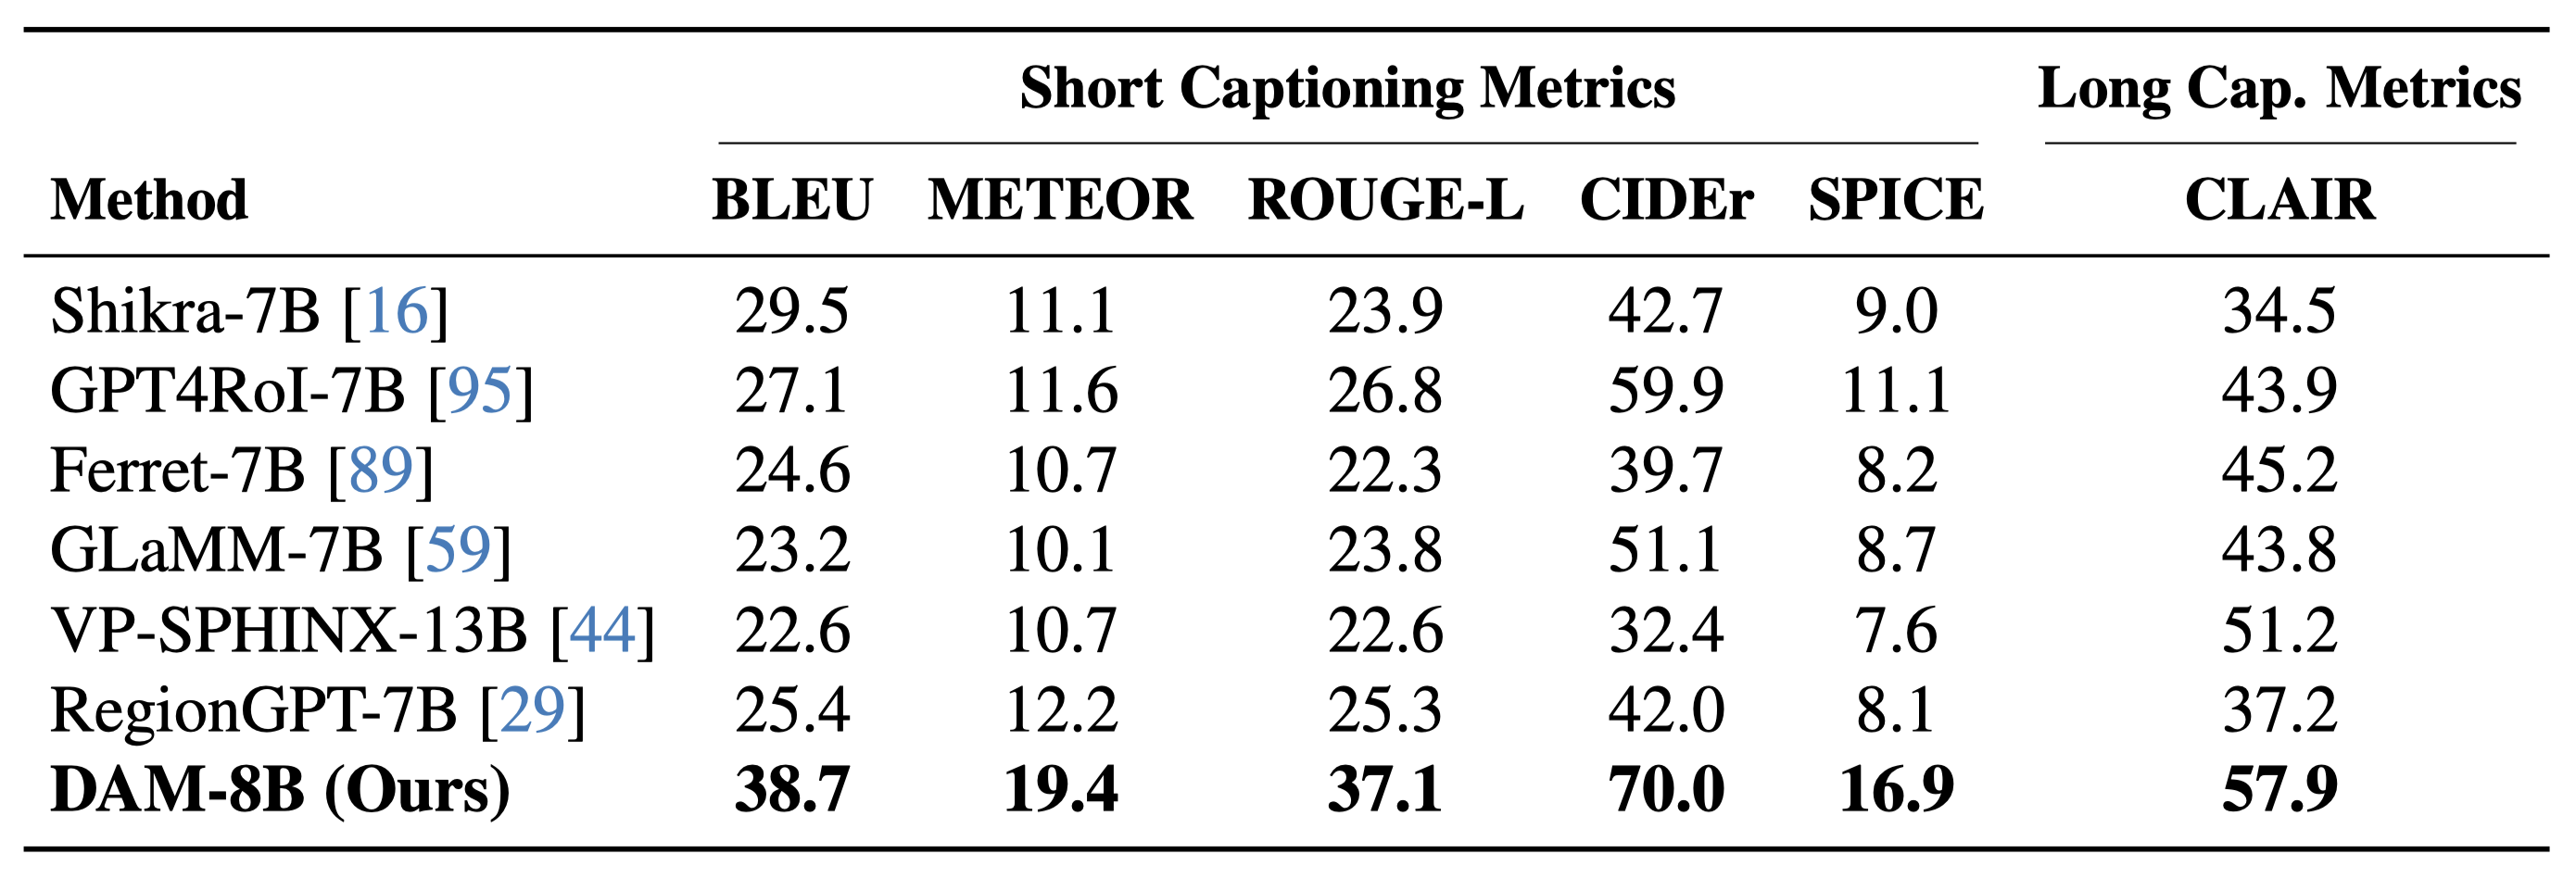 Short Captioning Metrics Long Cap. Metrics
Method BLEU METEOR ROUGE-L CIDEr SPICE CLAIR
Shikra-7B [16] 29.5 11.1 23.9 42.7 9.0 34.5
GPT4RoI-7B [95] 27.1 11.6 26.8 59.9 11.1 43.9
Ferret-7B [89] 24.6 10.7 22.3 39.7 8.2 45.2
GLaMM-7B [59] 23.2 10.1 23.8 51.1 8.7 43.8
VP-SPHINX-13B [44] 22.6 10.7 22.6 32.4 7.6 51.2
RegionGPT-7B [29] 25.4 12.2 25.3 42.0 8.1 37.2
DAM-8B (Ours) 38.7 19.4 37.1 70.0 16.9 57.9